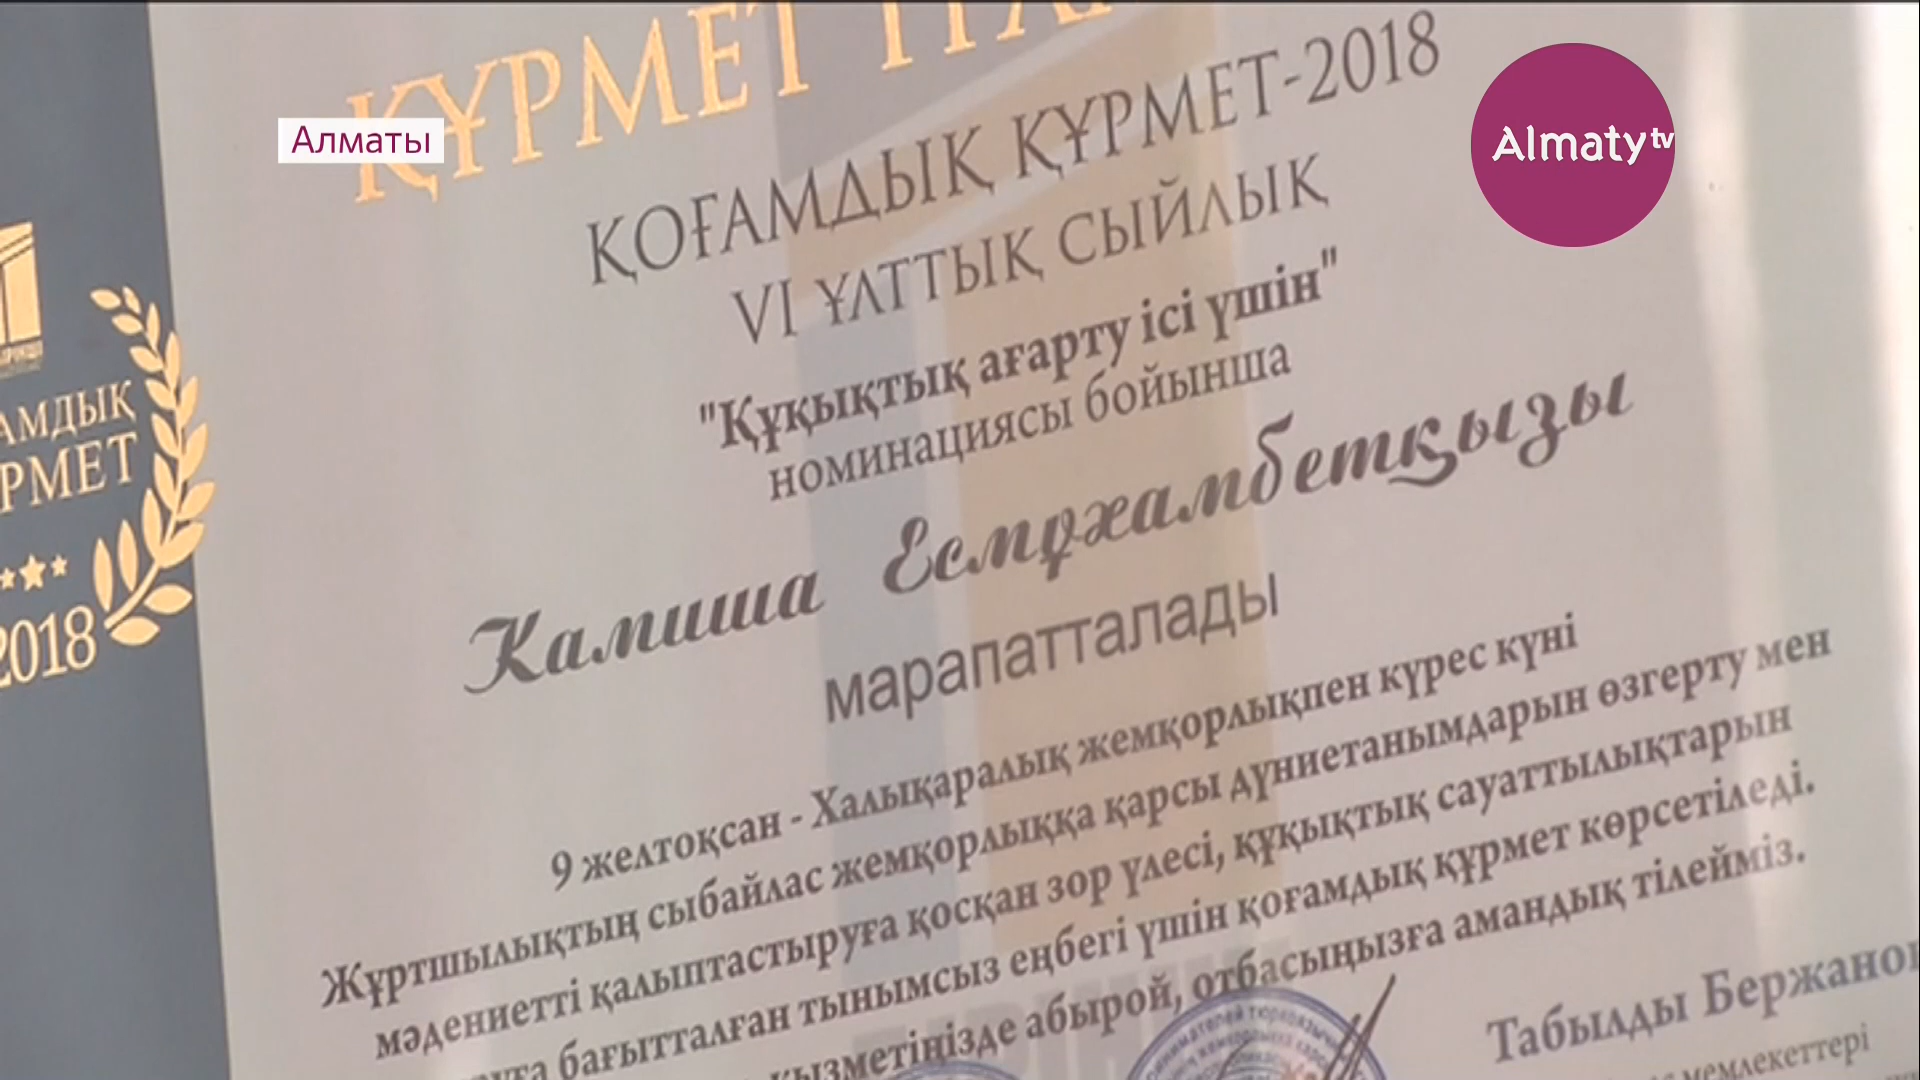 ҚҰРМЕТ
ҚОҒАМДЫҚ ҚҰРМЕТ-2018
VI ҰЛТТЫҚ СЫЙЛЫҚ
"Құқықтық ағарту ісі үшін"
номинациясы бойынша
Камиша Есмұхамбетқызы
марапатталады
9 желтоқсан - Халықаралық жемқорлықпен күрес күні
Жұртшылықтың сыбайлас жемқорлыққа қарсы дүниетанымдарын өзгерту мен
мәдениетті қалыптастыруға қосқан зор үлесі, құқықтық сауаттылықтарын
бағытталған тынымсыз еңбегі үшін қоғамдық құрмет көрсетіледі.
қызметіңізде абырой, отбасыңызға амандық тілейміз.
Табылды Бержанов
мемлекеттері
2018
Алматы
Almaty tv